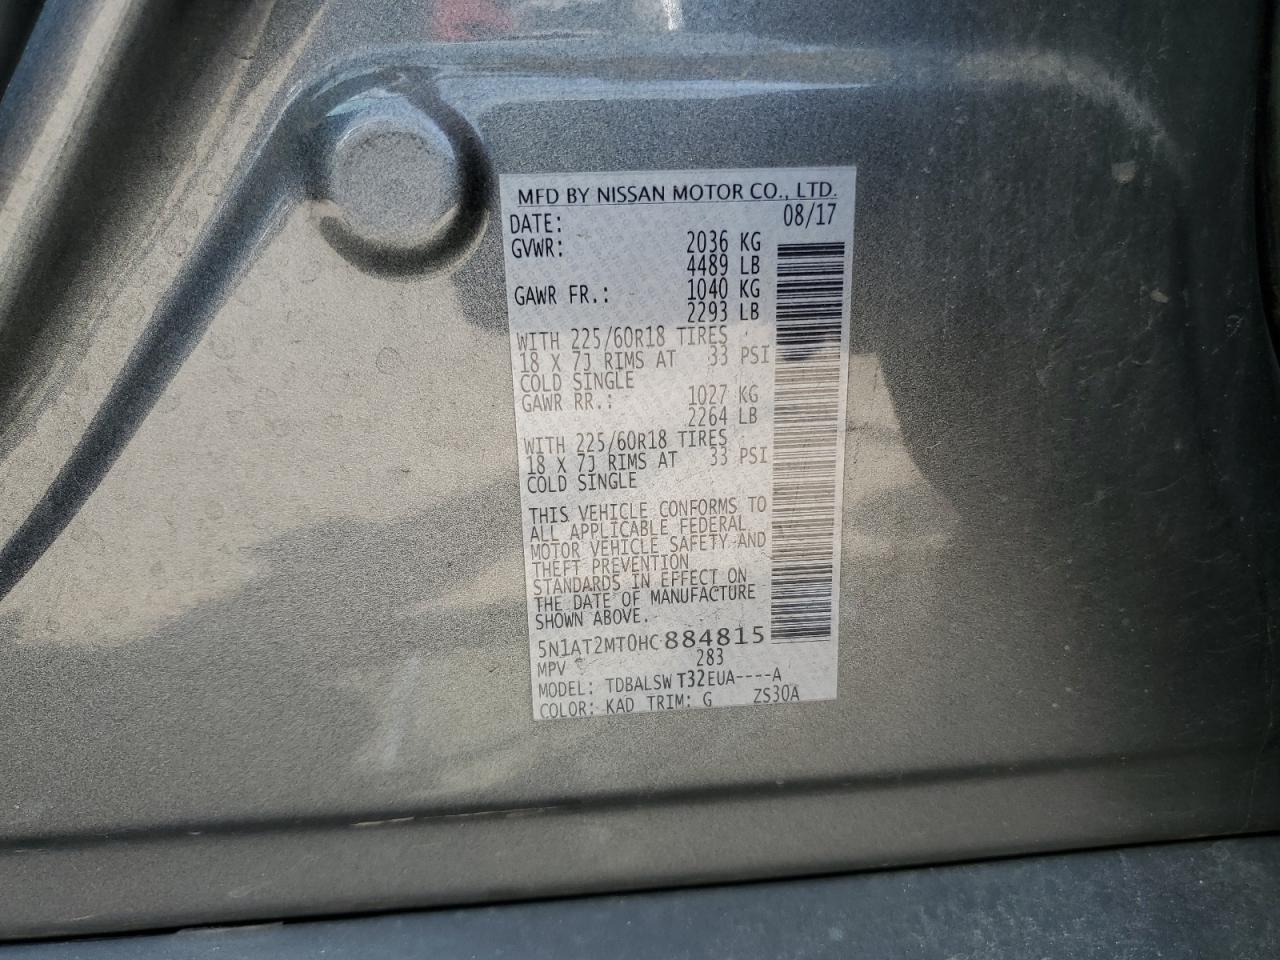 MFD BY NISSAN MOTOR CO., LTD.
DATE: 08/17
GVWR: 2036 KG
4489 LB
GAWR FR.: 1040 KG
2293 LB
WITH 225/60R18 TIRES
18 X 7J RIMS AT 33 PSI
COLD SINGLE
GAWR RR.: 1027 KG
2264 LB
WITH 225/60R18 TIRES
18 X 7J RIMS AT 33 PSI
COLD SINGLE
THIS VEHICLE CONFORMS TO
ALL APPLICABLE FEDERAL
MOTOR VEHICLE SAFETY AND
THEFT PREVENTION
STANDARDS IN EFFECT ON
THE DATE OF MANUFACTURE
SHOWN ABOVE.
5N1AT2MT0HC884815
MPV 283
MODEL: TDBALSWT32EUA----A
COLOR: KAD TRIM: G ZS30A